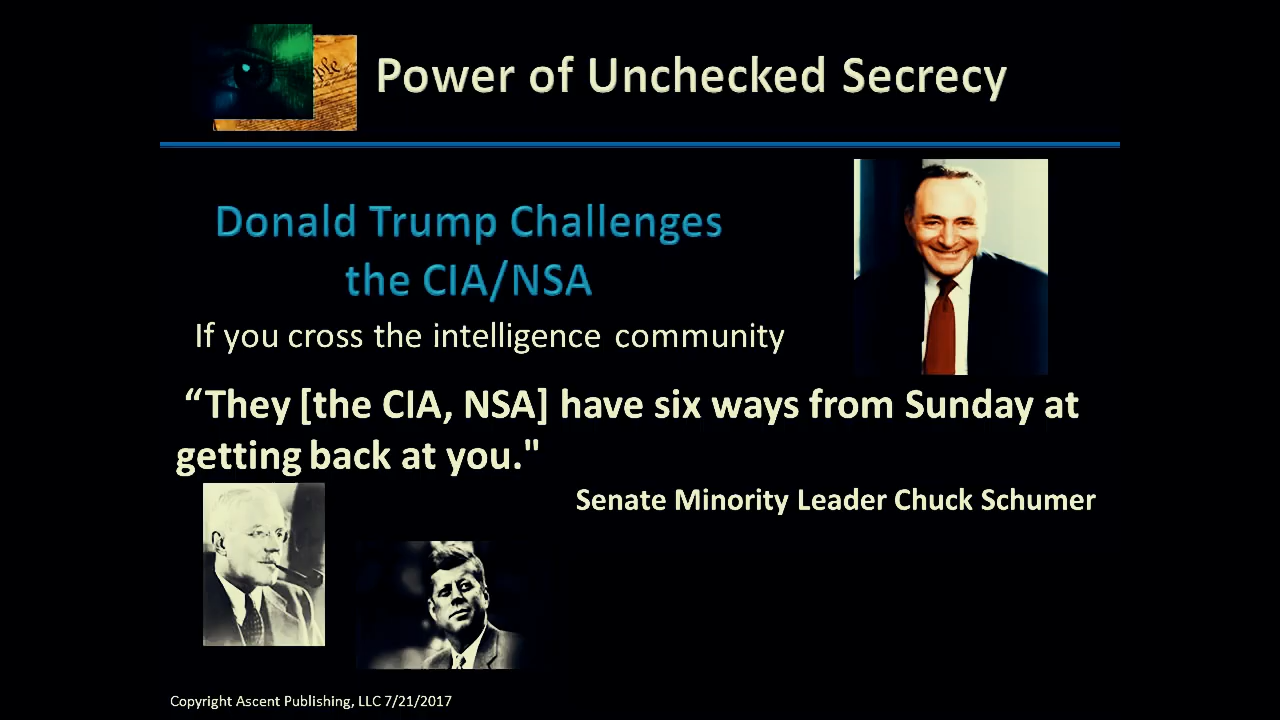 ple
Power of Unchecked Secrecy
Donald Trump Challenges
the CIA/NSA
If you cross the intelligence community
“They [the CIA, NSA] have six ways from Sunday at
getting back at you."
Senate Minority Leader Chuck Schumer
Copyright Ascent Publishing, LLC 7/21/2017